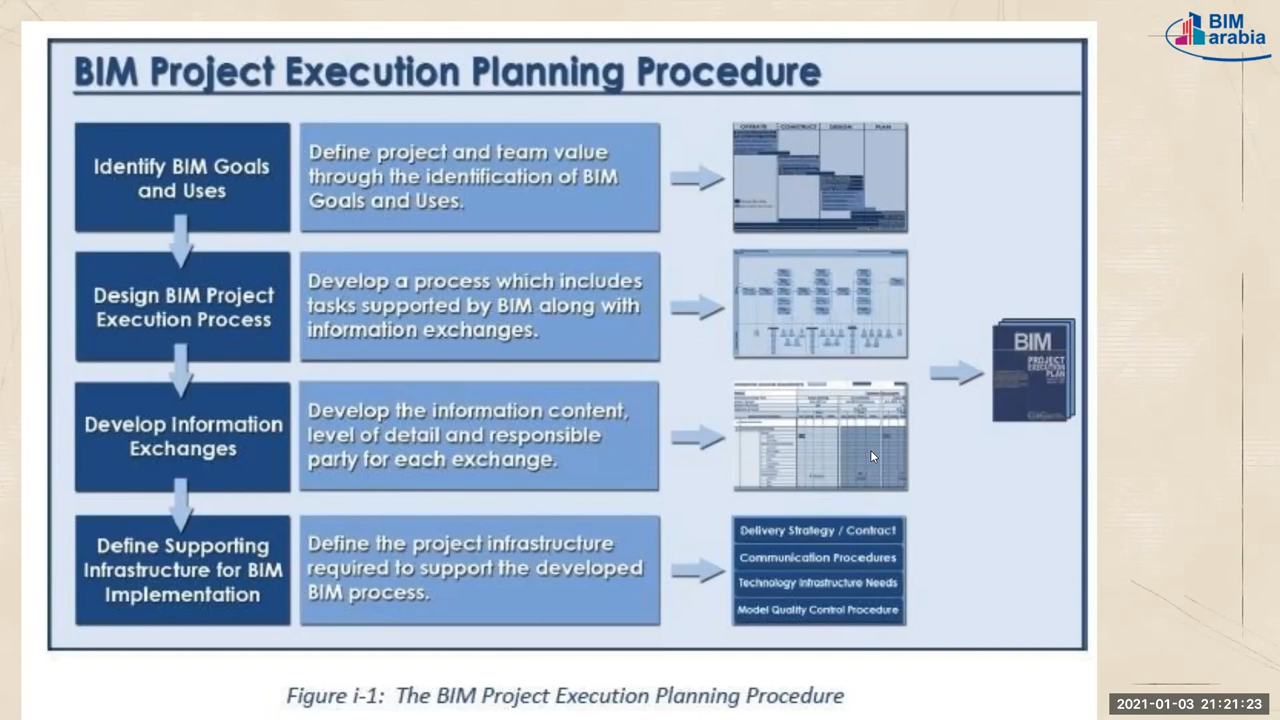 BIM
arabia
BIM Project Execution Planning Procedure
Identify BIM Goals
and Uses
Define project and team value
through the identification of BIM
Goals and Uses.
OPERATE CONSTRUCT DESIGN PLAN
Design BIM Project
Execution Process
Develop a process which includes
tasks supported by BIM along with
information exchanges.
BIM
PROJECT
EXECUTION
PLAN
Develop Information
Exchanges
Develop the information content,
level of detail and responsible
party for each exchange.
Define Supporting
Infrastructure for BIM
Implementation
Define the project infrastructure
required to support the developed
BIM process.
Delivery Strategy / Contract
Communication Procedures
Technology Infrastructure Needs
Model Quality Control Procedure
Figure i-1: The BIM Project Execution Planning Procedure
2021-01-03 21:21:23